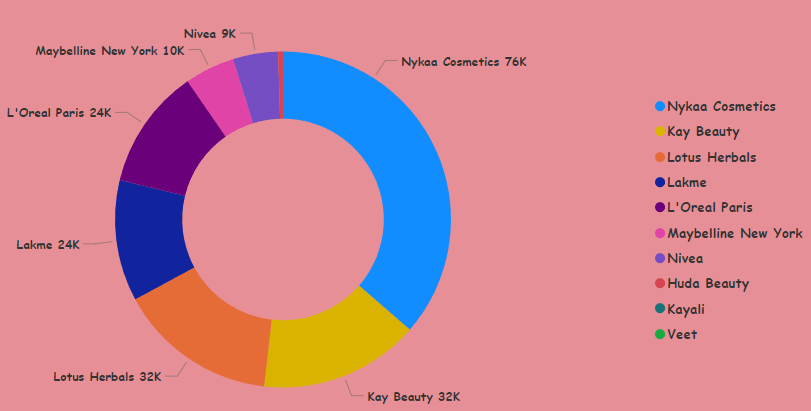 Nivea 9K
Maybelline New York 10K
Nykaa Cosmetics 76K
L'Oreal Paris 24K
Lakme 24K
Lotus Herbals 32K
Kay Beauty 32K
Nykaa Cosmetics
Kay Beauty
Lotus Herbals
Lakme
L'Oreal Paris
Maybelline New York
Nivea
Huda Beauty
Kayali
Veet